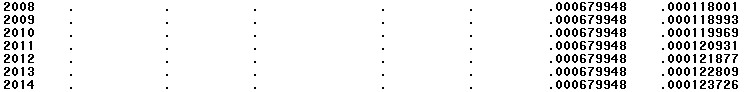 2008 . . . . . .000679948 .000118001
2009 . . . . . .000679948 .000118993
2010 . . . . . .000679948 .000119969
2011 . . . . . .000679948 .000120931
2012 . . . . . .000679948 .000121877
2013 . . . . . .000679948 .000122809
2014 . . . . . .000679948 .000123726